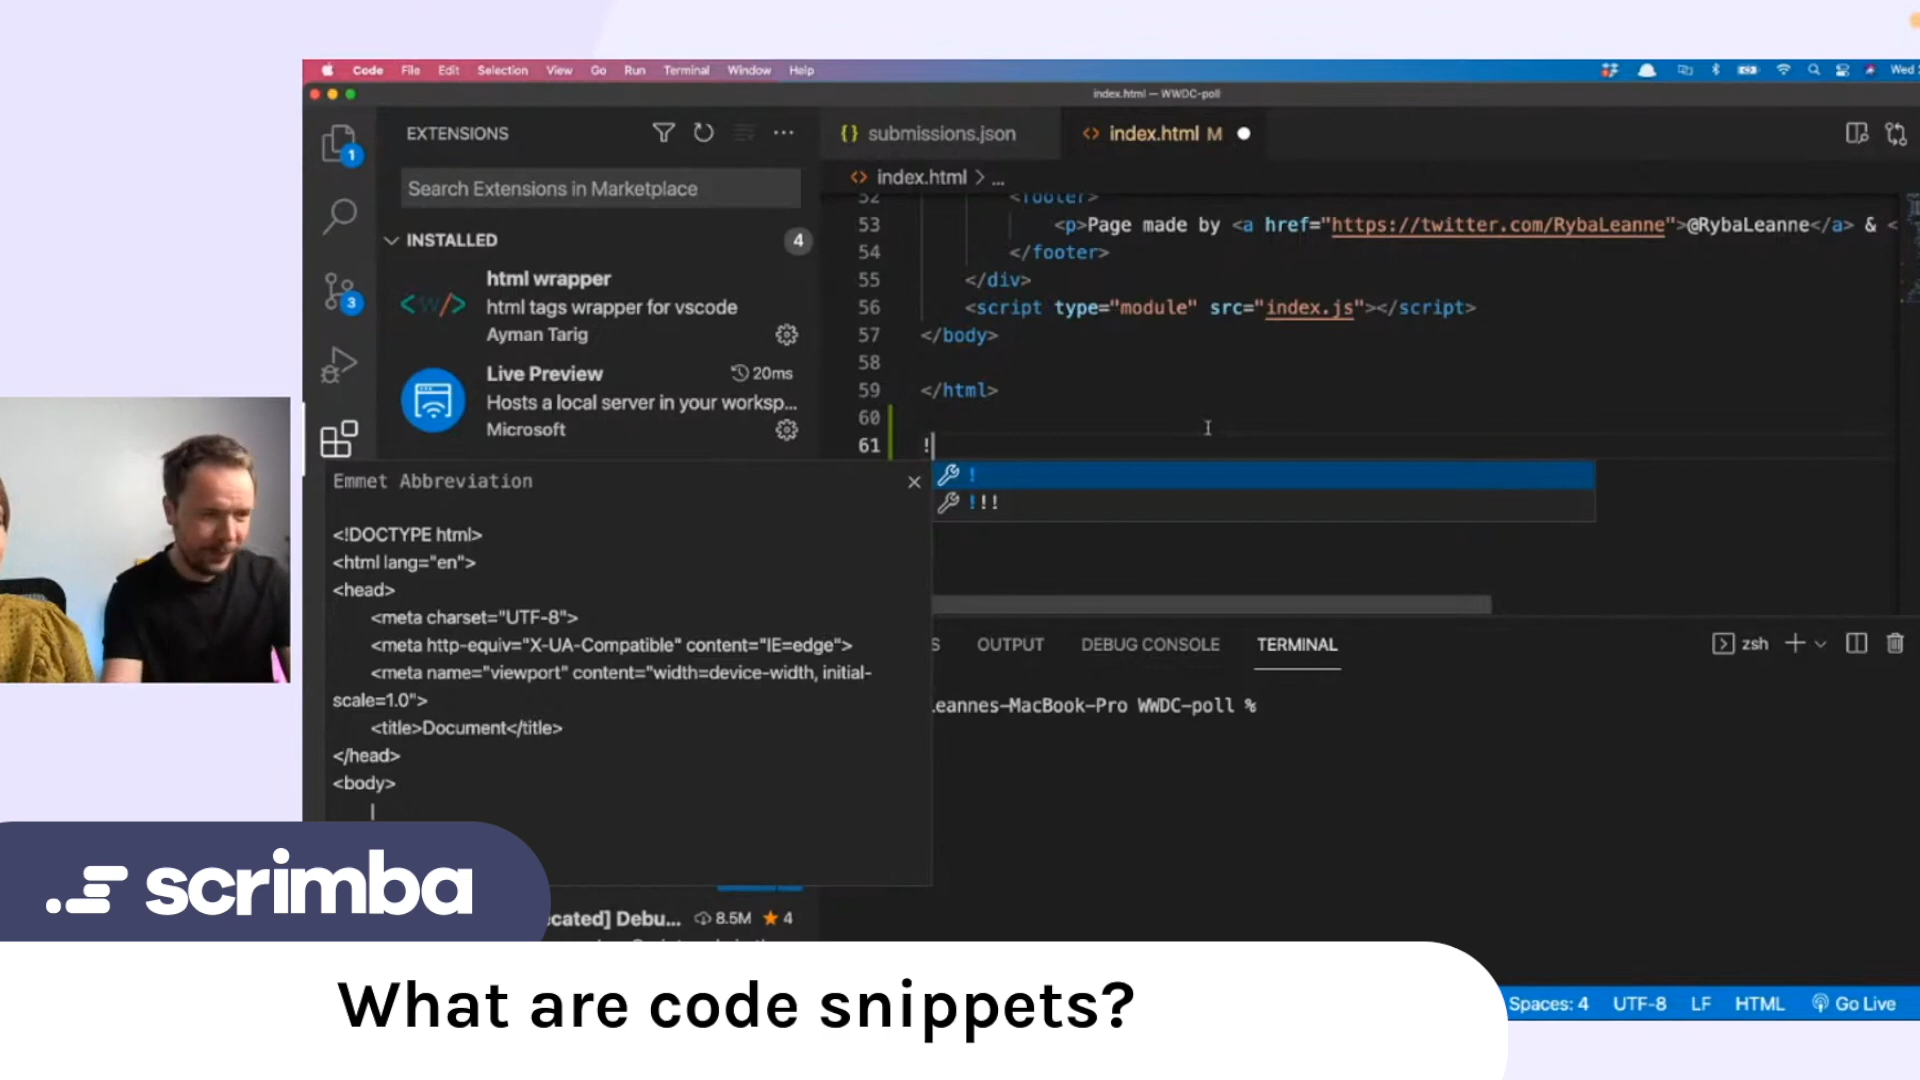 Code File Edit Selection View Go Run Terminal Window Help
Wed
index.html — WWDC-poll
EXTENSIONS
{} submissions.json
<> index.html M
1
Search Extensions in Marketplace
<> index.html > ...
INSTALLED
4
html wrapper
html tags wrapper for vscode
Ayman Tarig
3
Live Preview
20ms
Hosts a local server in your worksp...
Microsoft
52 <footer>
53 <p>Page made by <a href="https://twitter.com/RybaLeanne">@RybaLeanne</a> & <
54 </footer>
55 </div>
56 <script type="module" src="index.js"></script>
57 </body>
58
59 </html>
60
61 !
!
!!!
Emmet Abbreviation
<!DOCTYPE html>
<html lang="en">
<head>
<meta charset="UTF-8">
<meta http-equiv="X-UA-Compatible" content="IE=edge">
<meta name="viewport" content="width=device-width, initial-
scale=1.0">
<title>Document</title>
</head>
<body>
|
S OUTPUT DEBUG CONSOLE TERMINAL
zsh
eannes-MacBook-Pro WWDC-poll %
scrimba
ecated] Debu... 8.5M ★ 4
What are code snippets?
Spaces: 4 UTF-8 LF HTML Go Live